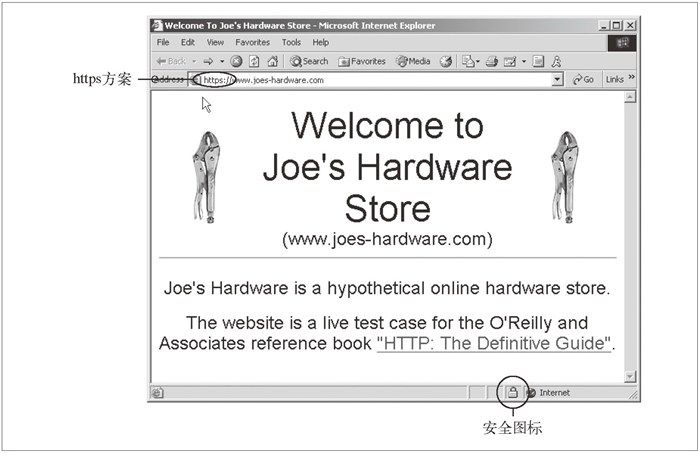 Welcome To Joe's Hardware Store - Microsoft Internet Explorer
File Edit View Favorites Tools Help
Back Search Favorites Media
https方案
Address https://www.joes-hardware.com Go Links »
Welcome to
Joe's Hardware
Store
(www.joes-hardware.com)
Joe's Hardware is a hypothetical online hardware store.
The website is a live test case for the O'Reilly and
Associates reference book "HTTP: The Definitive Guide".
Internet
安全图标